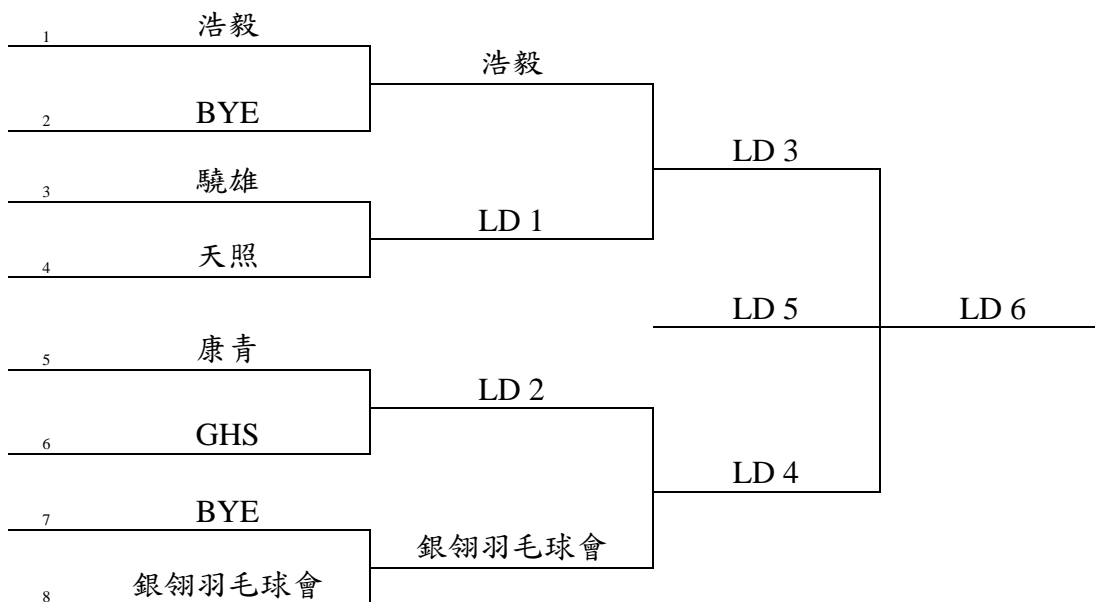 1 浩毅
浩毅
2 BYE
LD 3
3 驍雄
LD 1
4 天照
LD 5 LD 6
5 康青
LD 2
6 GHS
LD 4
7 BYE
銀翎羽毛球會
8 銀翎羽毛球會